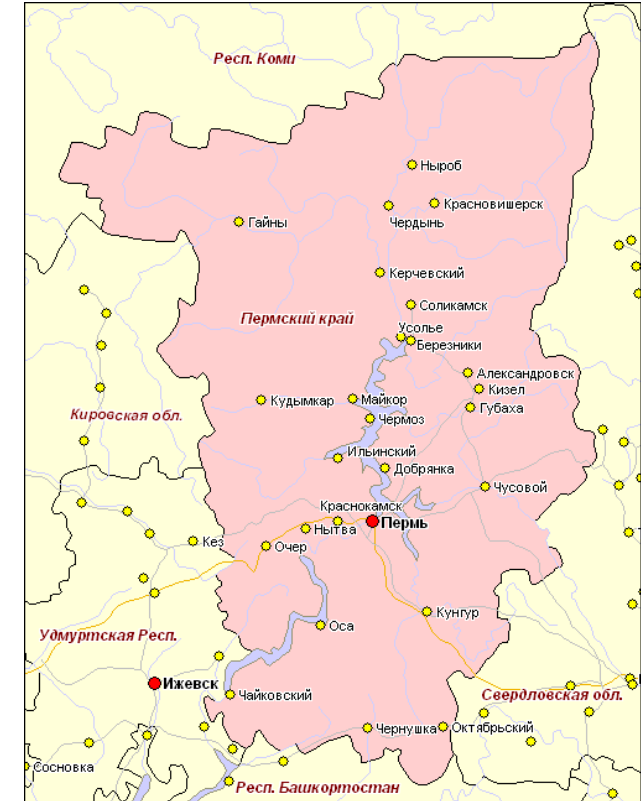 Респ. Коми
Ныроб
Красновишерск
Чердынь
Гайны
Керчевский
Соликамск
Пермский край
Усолье
Березники
Александровск
Кизел
Губаха
Майкор
Кудымкар
Кировская обл.
Чермоз
Ильинский
Добрянка
Чусовой
Краснокамск
Пермь
Нытва
Кез
Очер
Кунгур
Оса
Удмуртская Респ.
Ижевск
Чайковский
Свердловская обл.
Чернушка
Октябрьский
Сосновка
Респ. Башкортостан